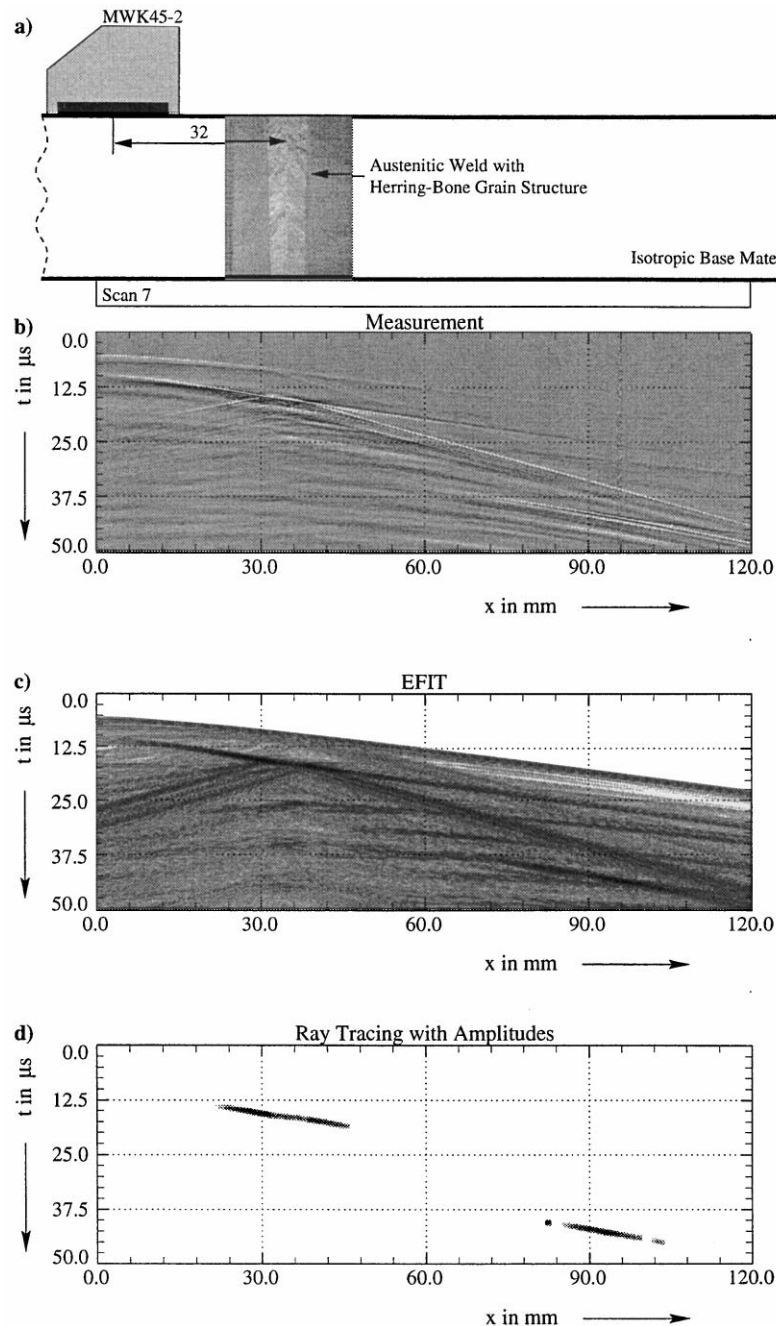 a)
MWK45-2
32
Austenitic Weld with
Herring-Bone Grain Structure
Isotropic Base Mate
Scan 7
b)
Measurement
t in µs
0.0
12.5
25.0
37.5
50.0
0.0 30.0 60.0 90.0 120.0
x in mm
c)
EFIT
t in µs
0.0
12.5
25.0
37.5
50.0
0.0 30.0 60.0 90.0 120.0
x in mm
d)
Ray Tracing with Amplitudes
t in µs
0.0
12.5
25.0
37.5
50.0
0.0 30.0 60.0 90.0 120.0
x in mm